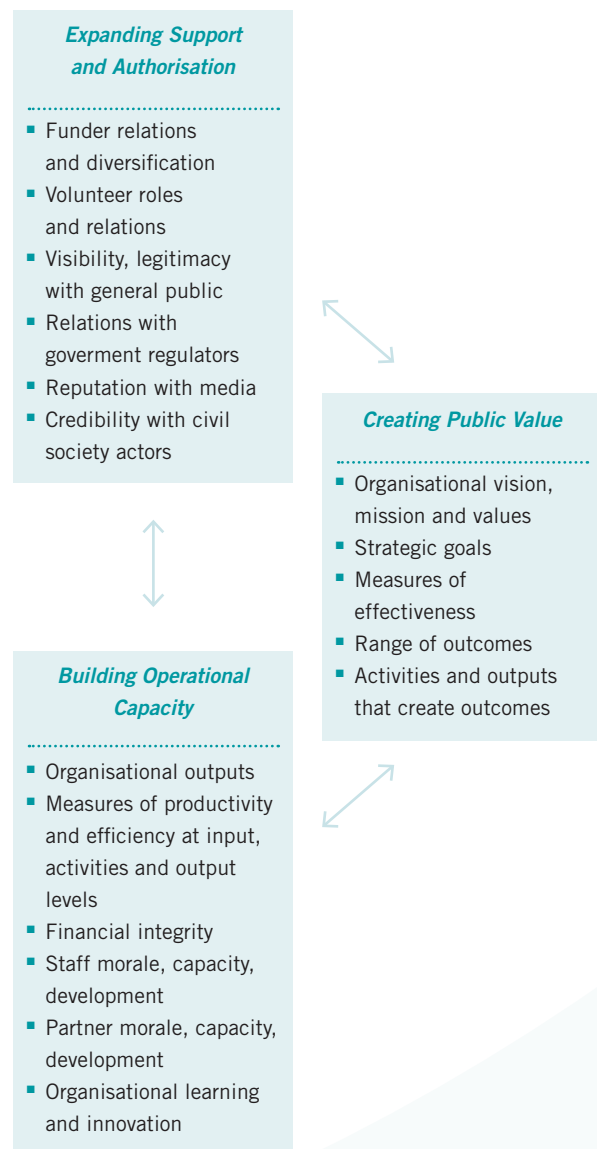 Expanding Support
and Authorisation
▪ Funder relations
and diversification
▪ Volunteer roles
and relations
▪ Visibility, legitimacy
with general public
▪ Relations with
goverment regulators
▪ Reputation with media
▪ Credibility with civil
society actors
Creating Public Value
▪ Organisational vision,
mission and values
▪ Strategic goals
▪ Measures of
effectiveness
▪ Range of outcomes
▪ Activities and outputs
that create outcomes
Building Operational
Capacity
▪ Organisational outputs
▪ Measures of productivity
and efficiency at input,
activities and output
levels
▪ Financial integrity
▪ Staff morale, capacity,
development
▪ Partner morale, capacity,
development
▪ Organisational learning
and innovation